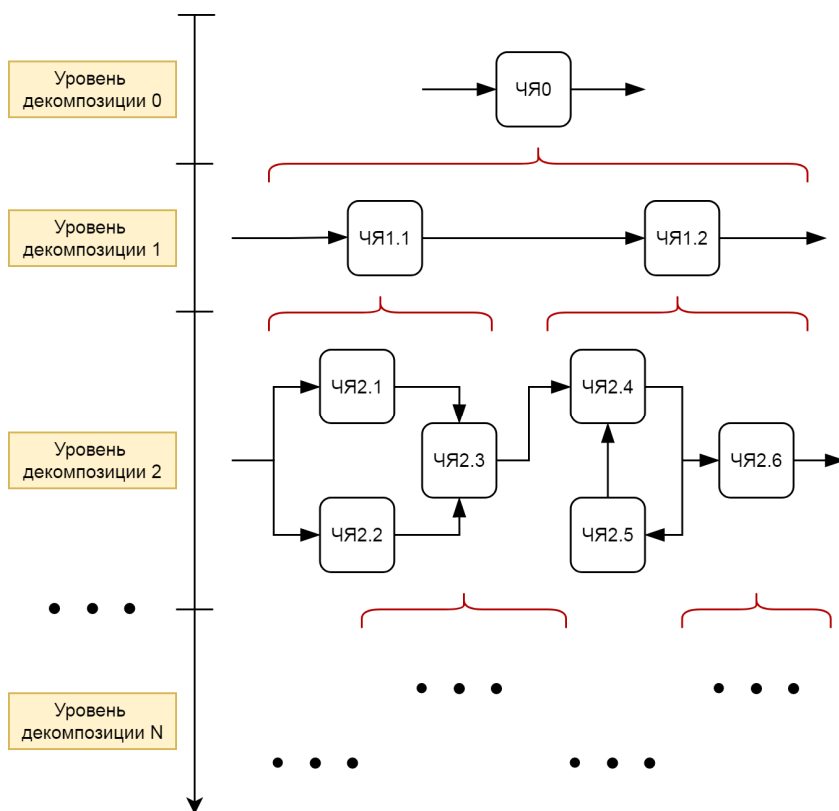 Уровень
декомпозиции 0
ЧЯ0
Уровень
декомпозиции 1
ЧЯ1.1
ЧЯ1.2
ЧЯ2.1
ЧЯ2.4
Уровень
декомпозиции 2
ЧЯ2.3
ЧЯ2.6
ЧЯ2.2
ЧЯ2.5
Уровень
декомпозиции N